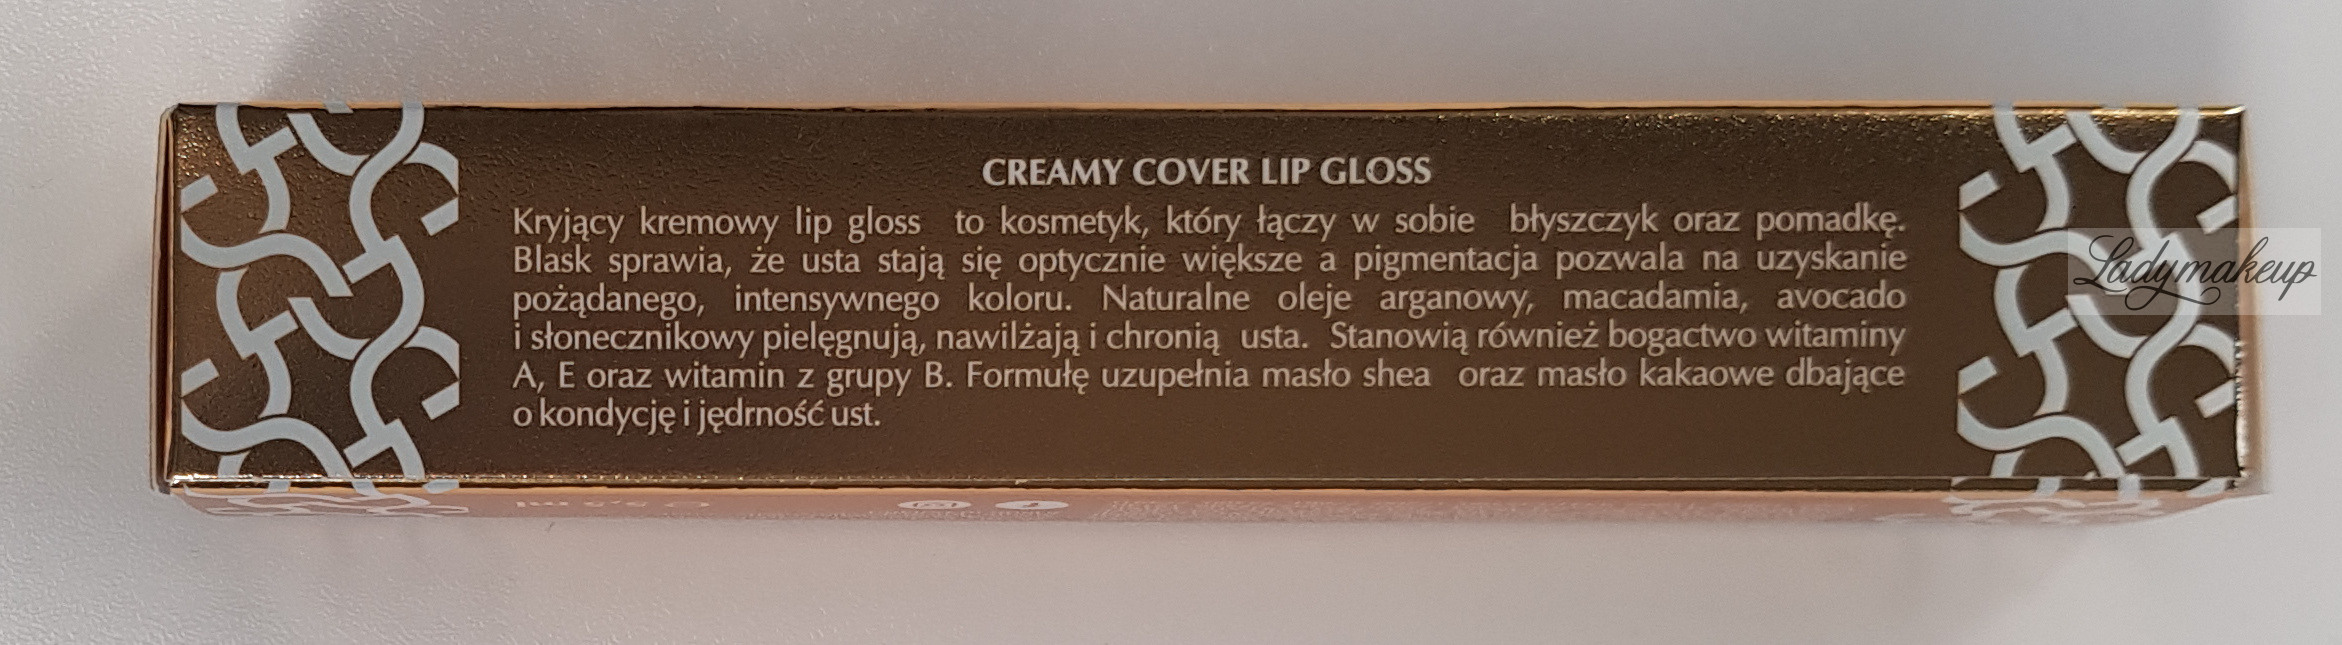 CREAMY COVER LIP GLOSS
Kryjący kremowy lip gloss to kosmetyk, który łączy w sobie błyszczyk oraz pomadkę.
Blask sprawia, że usta stają się optycznie większe a pigmentacja pozwala na uzyskanie
pożądanego, intensywnego koloru. Naturalne oleje arganowy, macadamia, avocado
i słonecznikowy pielęgnują, nawilżają i chronią usta. Stanowią również bogactwo witaminy
A, E oraz witamin z grupy B. Formułę uzupełnia masło shea oraz masło kakaowe dbające
o kondycję i jędrność ust.
Ladymakeup